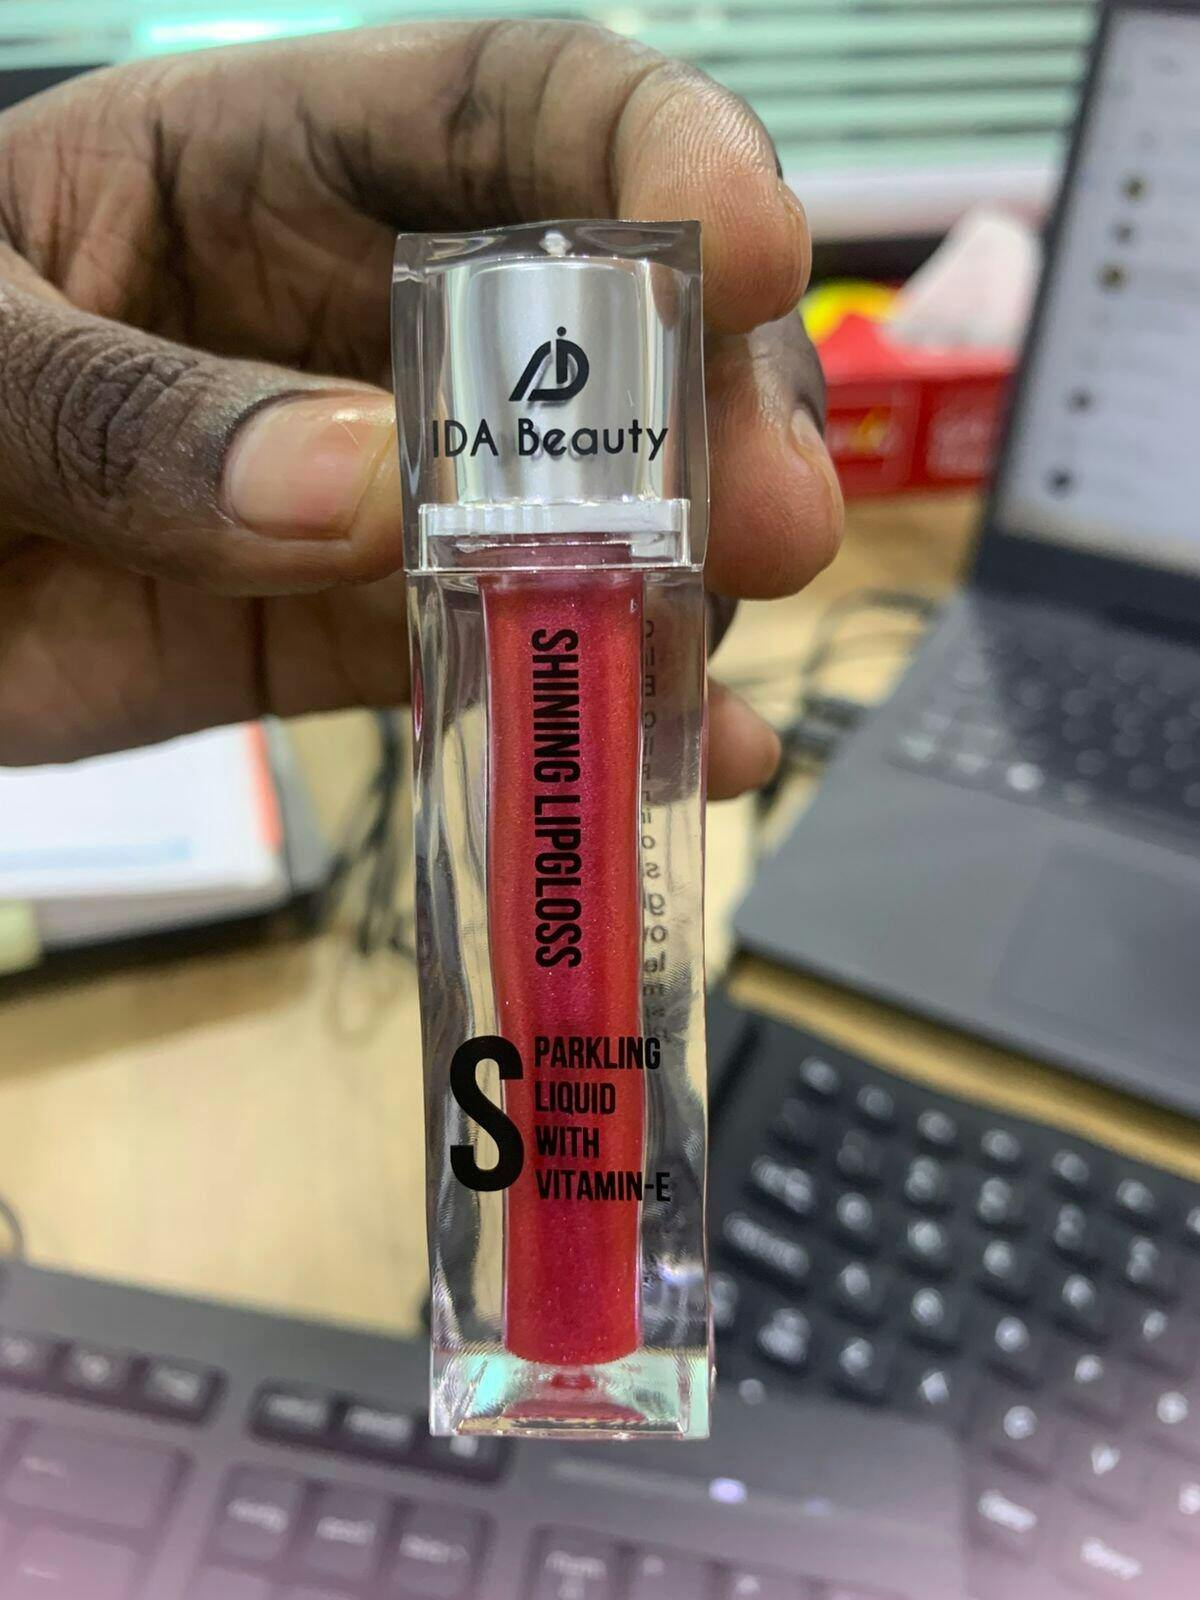 IDA Beauty
SHINING LIPGLOSS
SPARKLING
LIQUID
WITH
VITAMIN-E